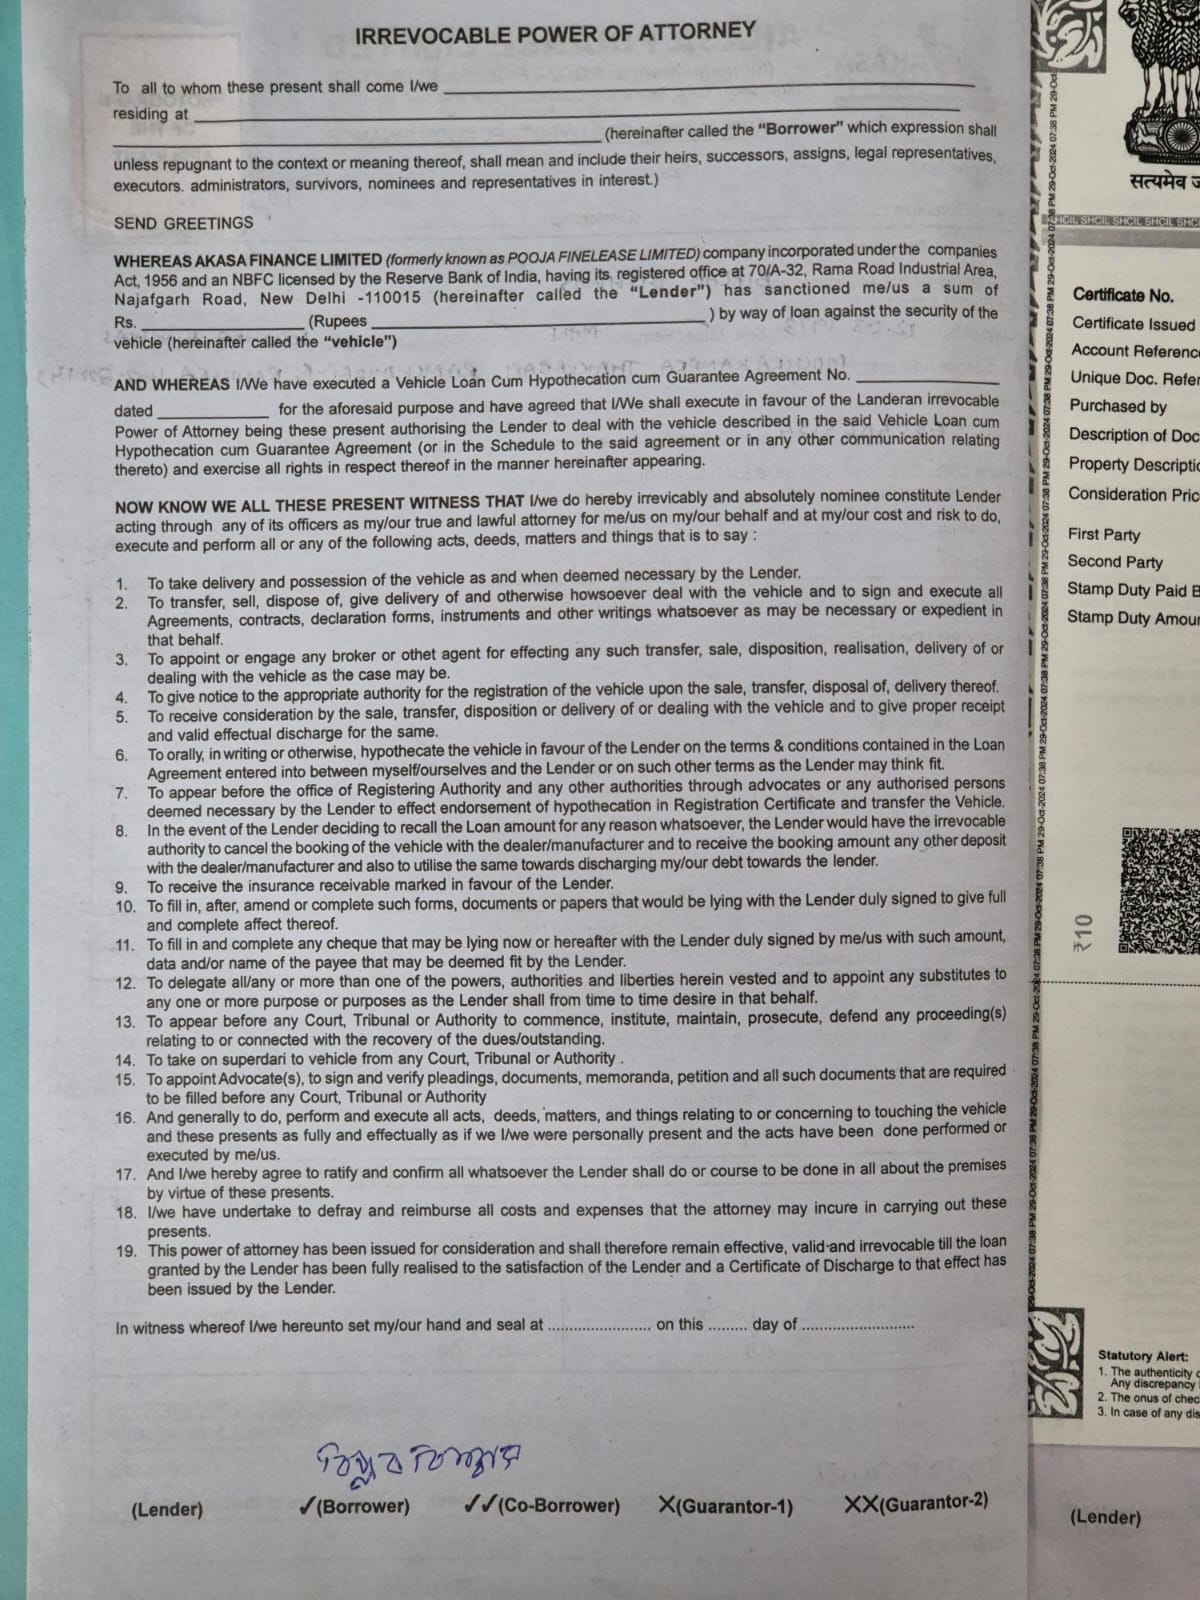 IRREVOCABLE POWER OF ATTORNEY
To all to whom these present shall come I/we
residing at
(hereinafter called the “Borrower” which expression shall
unless repugnant to the context or meaning thereof, shall mean and include their heirs, successors, assigns, legal representatives,
executors. administrators, survivors, nominees and representatives in interest.)
SEND GREETINGS
WHEREAS AKASA FINANCE LIMITED (formerly known as POOJA FINELEASE LIMITED) company incorporated under the companies
Act, 1956 and an NBFC licensed by the Reserve Bank of India, having its registered office at 70/A-32, Rama Road Industrial Area,
Najafgarh Road, New Delhi -110015 (hereinafter called the “Lender”) has sanctioned me/us a sum of
Rs. (Rupees ) by way of loan against the security of the
vehicle (hereinafter called the “vehicle”)
AND WHEREAS I/We have executed a Vehicle Loan Cum Hypothecation cum Guarantee Agreement No.
dated for the aforesaid purpose and have agreed that I/We shall execute in favour of the Landeran irrevocable
Power of Attorney being these present authorising the Lender to deal with the vehicle described in the said Vehicle Loan cum
Hypothecation cum Guarantee Agreement (or in the Schedule to the said agreement or in any other communication relating
thereto) and exercise all rights in respect thereof in the manner hereinafter appearing.
NOW KNOW WE ALL THESE PRESENT WITNESS THAT I/we do hereby irrevicably and absolutely nominee constitute Lender
acting through any of its officers as my/our true and lawful attorney for me/us on my/our behalf and at my/our cost and risk to do,
execute and perform all or any of the following acts, deeds, matters and things that is to say :
1. To take delivery and possession of the vehicle as and when deemed necessary by the Lender.
2. To transfer, sell, dispose of, give delivery of and otherwise howsoever deal with the vehicle and to sign and execute all
Agreements, contracts, declaration forms, instruments and other writings whatsoever as may be necessary or expedient in
that behalf.
3. To appoint or engage any broker or othet agent for effecting any such transfer, sale, disposition, realisation, delivery of or
dealing with the vehicle as the case may be.
4. To give notice to the appropriate authority for the registration of the vehicle upon the sale, transfer, disposal of, delivery thereof.
5. To receive consideration by the sale, transfer, disposition or delivery of or dealing with the vehicle and to give proper receipt
and valid effectual discharge for the same.
6. To orally, in writing or otherwise, hypothecate the vehicle in favour of the Lender on the terms & conditions contained in the Loan
Agreement entered into between myself/ourselves and the Lender or on such other terms as the Lender may think fit.
7. To appear before the office of Registering Authority and any other authorities through advocates or any authorised persons
deemed necessary by the Lender to effect endorsement of hypothecation in Registration Certificate and transfer the Vehicle.
8. In the event of the Lender deciding to recall the Loan amount for any reason whatsoever, the Lender would have the irrevocable
authority to cancel the booking of the vehicle with the dealer/manufacturer and to receive the booking amount any other deposit
with the dealer/manufacturer and also to utilise the same towards discharging my/our debt towards the lender.
9. To receive the insurance receivable marked in favour of the Lender.
10. To fill in, after, amend or complete such forms, documents or papers that would be lying with the Lender duly signed to give full
and complete affect thereof.
11. To fill in and complete any cheque that may be lying now or hereafter with the Lender duly signed by me/us with such amount,
data and/or name of the payee that may be deemed fit by the Lender.
12. To delegate all/any or more than one of the powers, authorities and liberties herein vested and to appoint any substitutes to
any one or more purpose or purposes as the Lender shall from time to time desire in that behalf.
13. To appear before any Court, Tribunal or Authority to commence, institute, maintain, prosecute, defend any proceeding(s)
relating to or connected with the recovery of the dues/outstanding.
14. To take on superdari to vehicle from any Court, Tribunal or Authority .
15. To appoint Advocate(s), to sign and verify pleadings, documents, memoranda, petition and all such documents that are required
to be filled before any Court, Tribunal or Authority
16. And generally to do, perform and execute all acts, deeds, matters, and things relating to or concerning to touching the vehicle
and these presents as fully and effectually as if we I/we were personally present and the acts have been done performed or
executed by me/us.
17. And I/we hereby agree to ratify and confirm all whatsoever the Lender shall do or course to be done in all about the premises
by virtue of these presents.
18. I/we have undertake to defray and reimburse all costs and expenses that the attorney may incure in carrying out these
presents.
19. This power of attorney has been issued for consideration and shall therefore remain effective, valid and irrevocable till the loan
granted by the Lender has been fully realised to the satisfaction of the Lender and a Certificate of Discharge to that effect has
been issued by the Lender.
In witness whereof I/we hereunto set my/our hand and seal at ...................... on this ......... day of ........................
(Lender) ✓(Borrower) ✓✓(Co-Borrower) X(Guarantor-1) XX(Guarantor-2)
सत्यमेव
SHCIL SHCIL SHCIL SHCIL
29-Oct-2024 07:38 PM
Certificate No.
Certificate Issued
Account Reference
Unique Doc. Refer
Purchased by
Description of Doc
Property Descriptio
Consideration Pric
First Party
Second Party
Stamp Duty Paid B
Stamp Duty Amour
₹10
Statutory Alert:
1. The authenticity
Any discrepancy
2. The onus of chec
3. In case of any dis
(Lender)